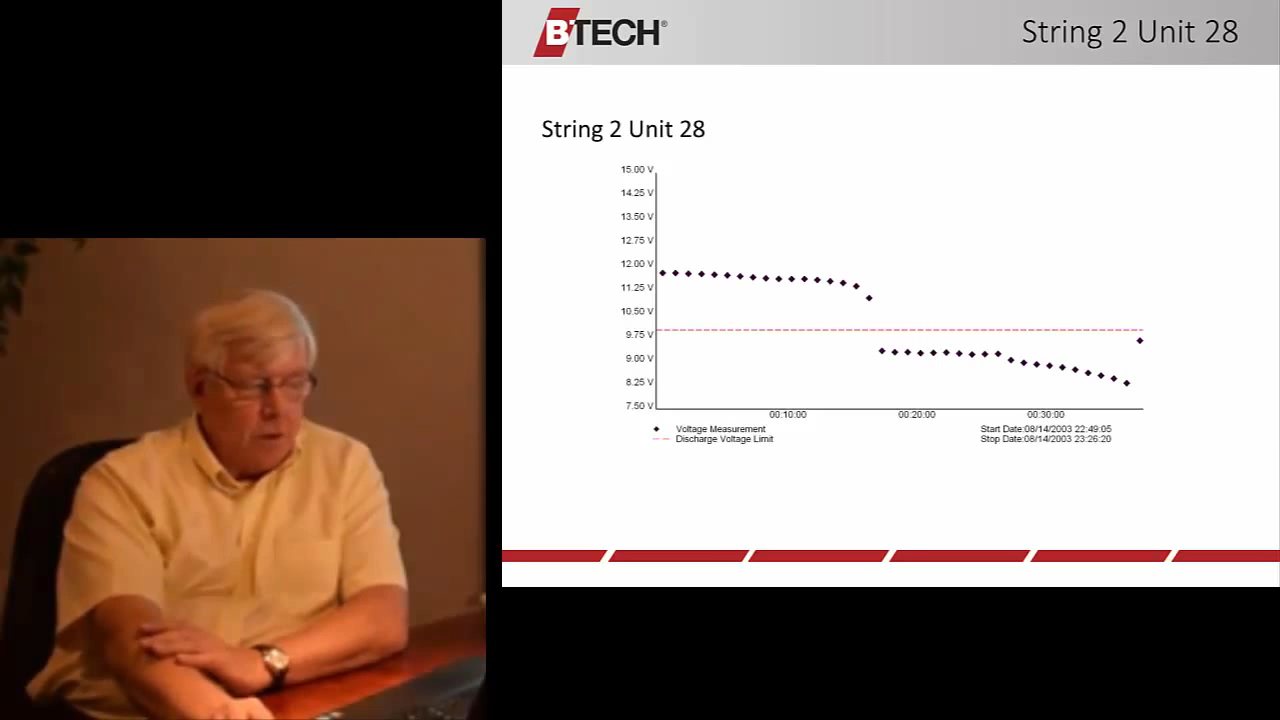 BTECH®
String 2 Unit 28
String 2 Unit 28
15.00 V
14.25 V
13.50 V
12.75 V
12.00 V
11.25 V
10.50 V
9.75 V
9.00 V
8.25 V
7.50 V
00:10:00 00:20:00 00:30:00
Voltage Measurement Start Date:08/14/2003 22:49:05
Discharge Voltage Limit Stop Date:08/14/2003 23:26:20